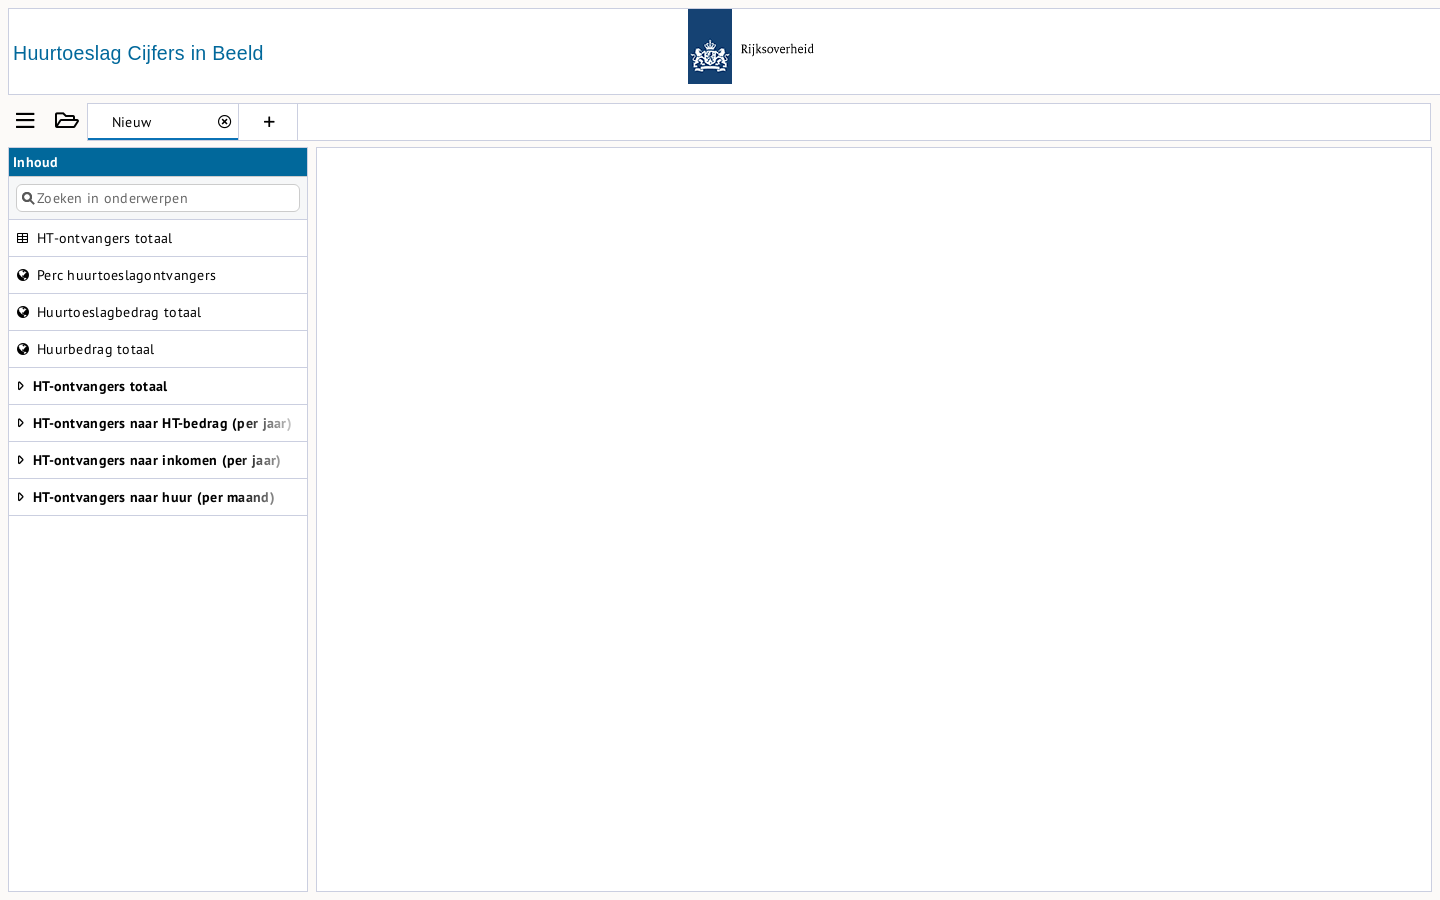 Huurtoeslag Cijfers in Beeld
Rijksoverheid
Nieuw
Inhoud
Zoeken in onderwerpen
HT-ontvangers totaal
Perc huurtoeslagontvangers
Huurtoeslagbedrag totaal
Huurbedrag totaal
HT-ontvangers totaal
HT-ontvangers naar HT-bedrag (per jaar)
HT-ontvangers naar inkomen (per jaar)
HT-ontvangers naar huur (per maand)